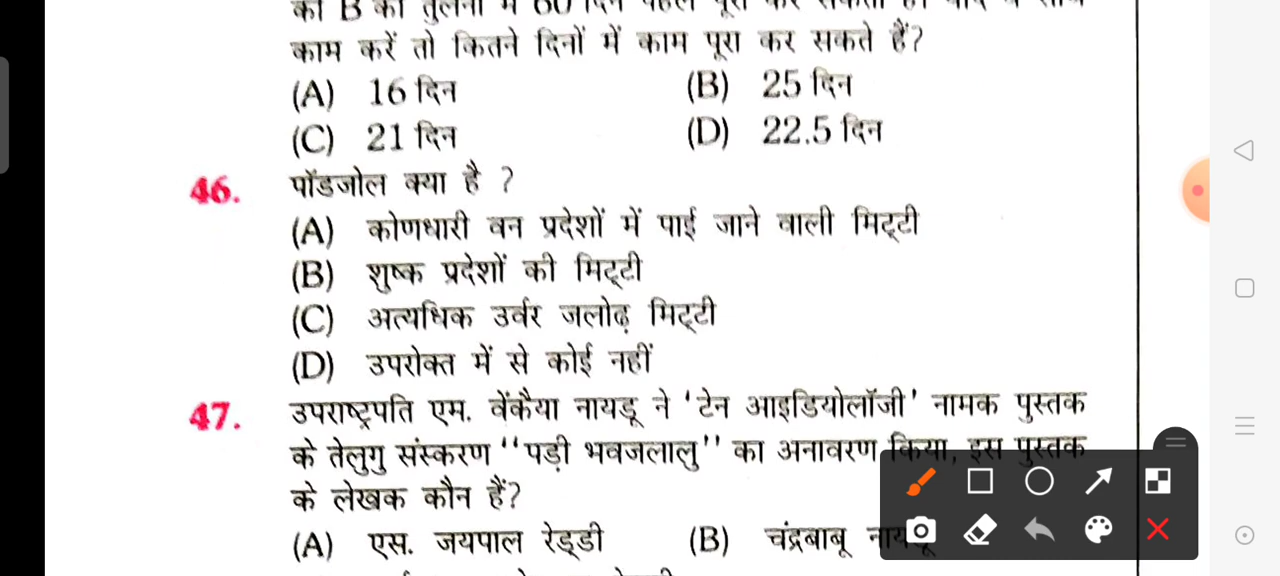 काम करें तो कितने दिनों में काम पूरा कर सकते हैं?
(A) 16 दिन (B) 25 दिन
(C) 21 दिन (D) 22.5 दिन
46. पॉडजोल क्या है ?
(A) कोणधारी वन प्रदेशों में पाई जाने वाली मिट्टी
(B) शुष्क प्रदेशों की मिट्टी
(C) अत्यधिक उर्वर जलोढ़ मिट्टी
(D) उपरोक्त में से कोई नहीं
47. उपराष्ट्रपति एम. वेंकैया नायडू ने 'टेन आइडियोलॉजी' नामक पुस्तक
के तेलुगु संस्करण "पड़ी भवजलालु" का अनावरण किया, इस पुस्तक
के लेखक कौन हैं?
(A) एस. जयपाल रेड्डी (B) चंद्रबाबू